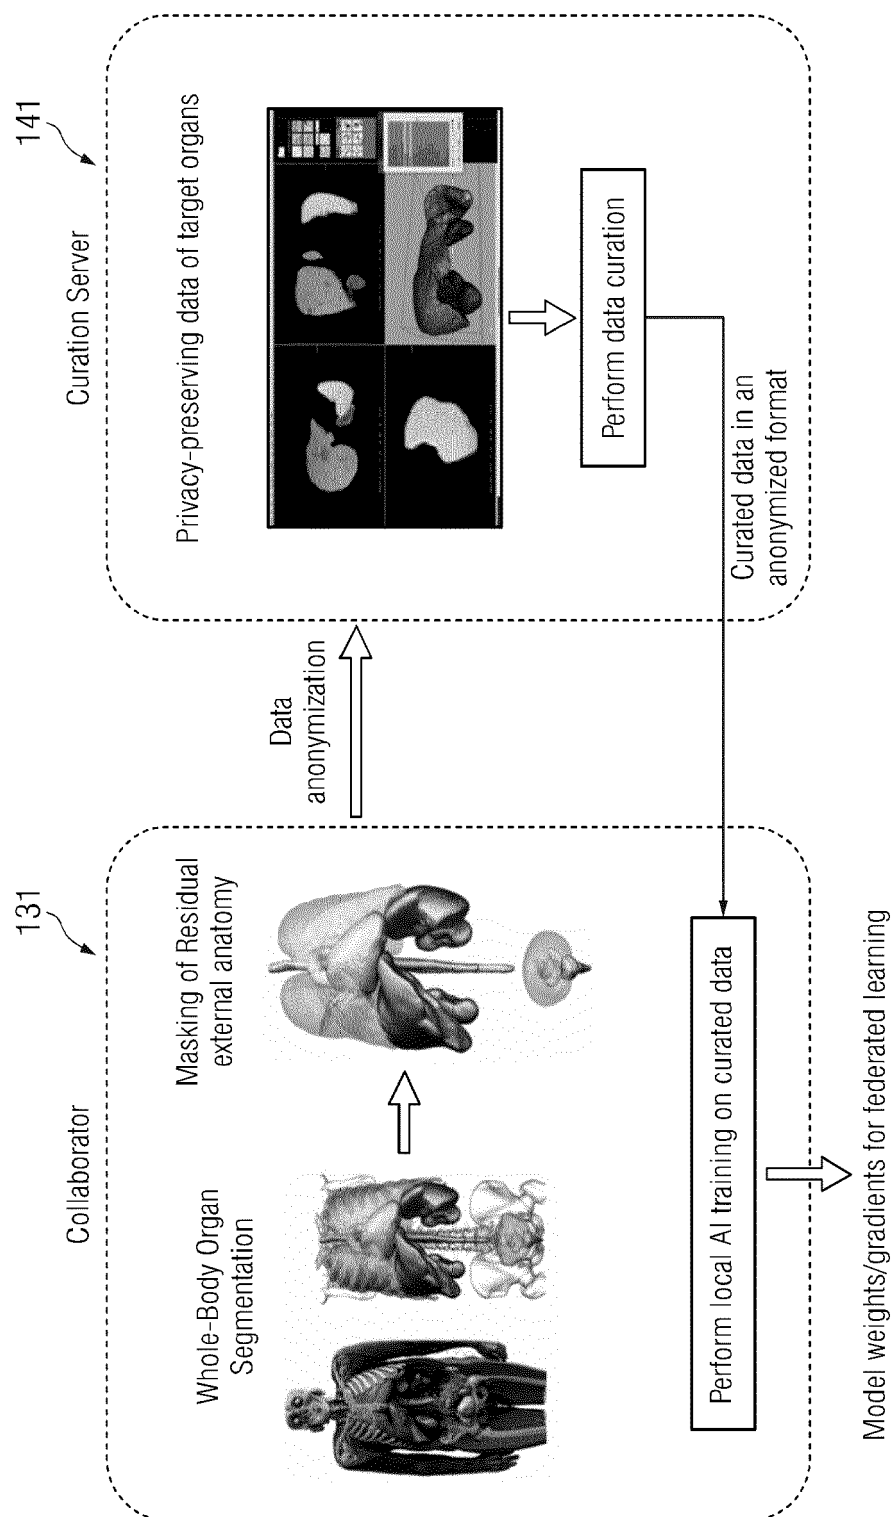 131
Collaborator
Whole-Body Organ
Segmentation
Masking of Residual
external anatomy
Perform local AI training on curated data
Model weights/gradients for federated learning
Data
anonymization
141
Curation Server
Privacy-preserving data of target organs
Perform data curation
Curated data in an
anonymized format